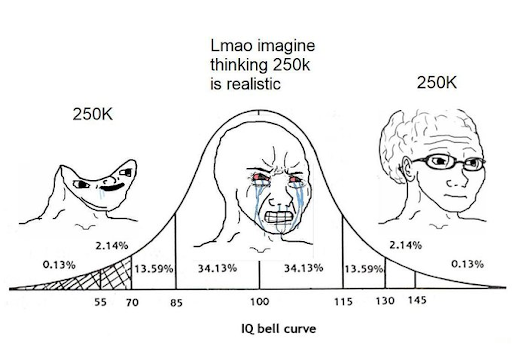 Lmao imagine
thinking 250k
is realistic
250K
250K
2.14%
2.14%
0.13%
13.59%
34.13%
34.13%
13.59%
0.13%
55
70
85
100
115
130
145
IQ bell curve